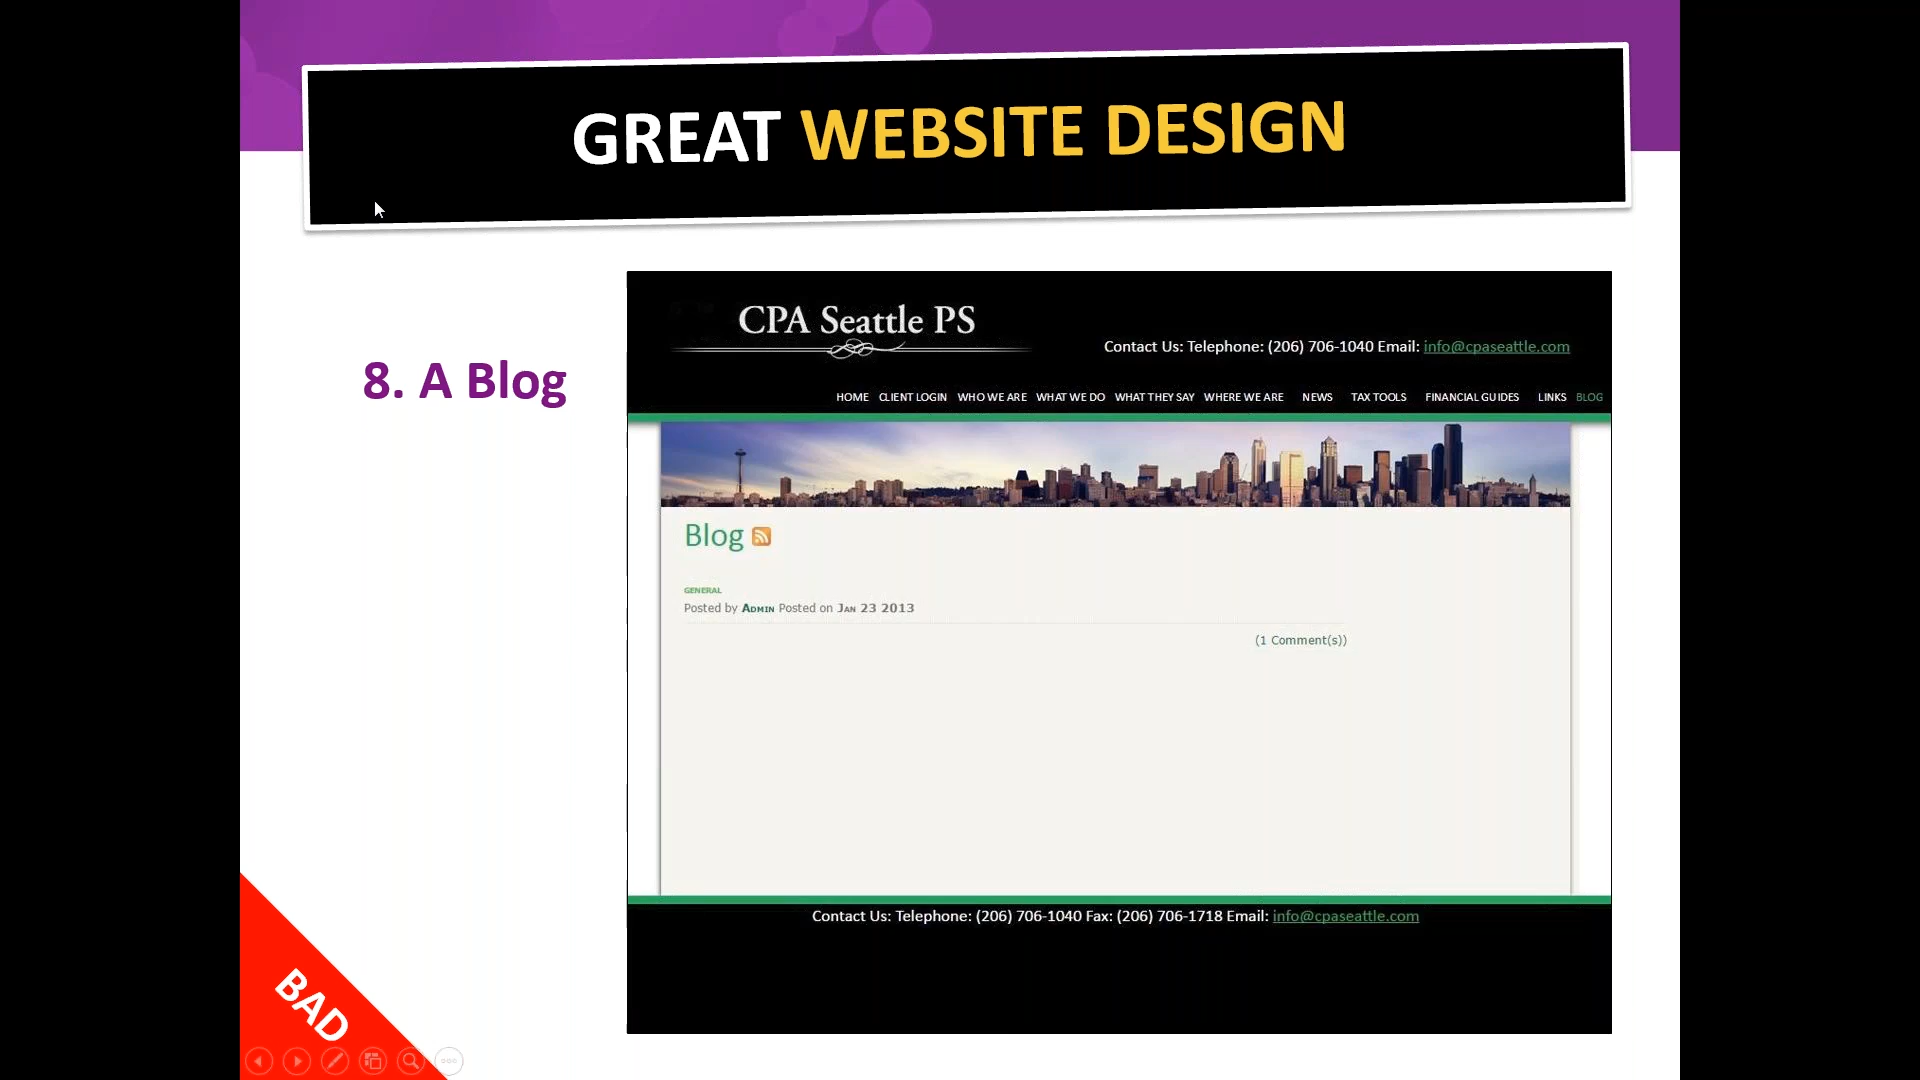 GREAT WEBSITE DESIGN
8. A Blog
CPA Seattle PS
Contact Us: Telephone: (206) 706-1040 Email: info@cpaseattle.com
HOME CLIENT LOGIN WHO WE ARE WHAT WE DO WHAT THEY SAY WHERE WE ARE NEWS TAX TOOLS FINANCIAL GUIDES LINKS BLOG
Blog
GENERAL
Posted by ADMIN Posted on JAN 23 2013
(1 Comment(s))
Contact Us: Telephone: (206) 706-1040 Fax: (206) 706-1718 Email: info@cpaseattle.com
BAD